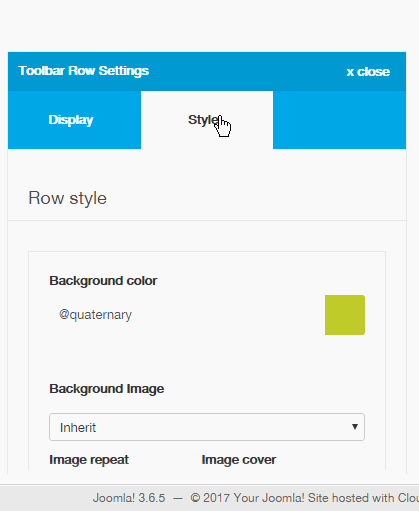 Toolbar Row Settings x close
Display Style
Row style
Background color
@quaternary
Background Image
Inherit
Image repeat Image cover
Joomla! 3.6.5 — © 2017 Your Joomla! Site hosted with Clou